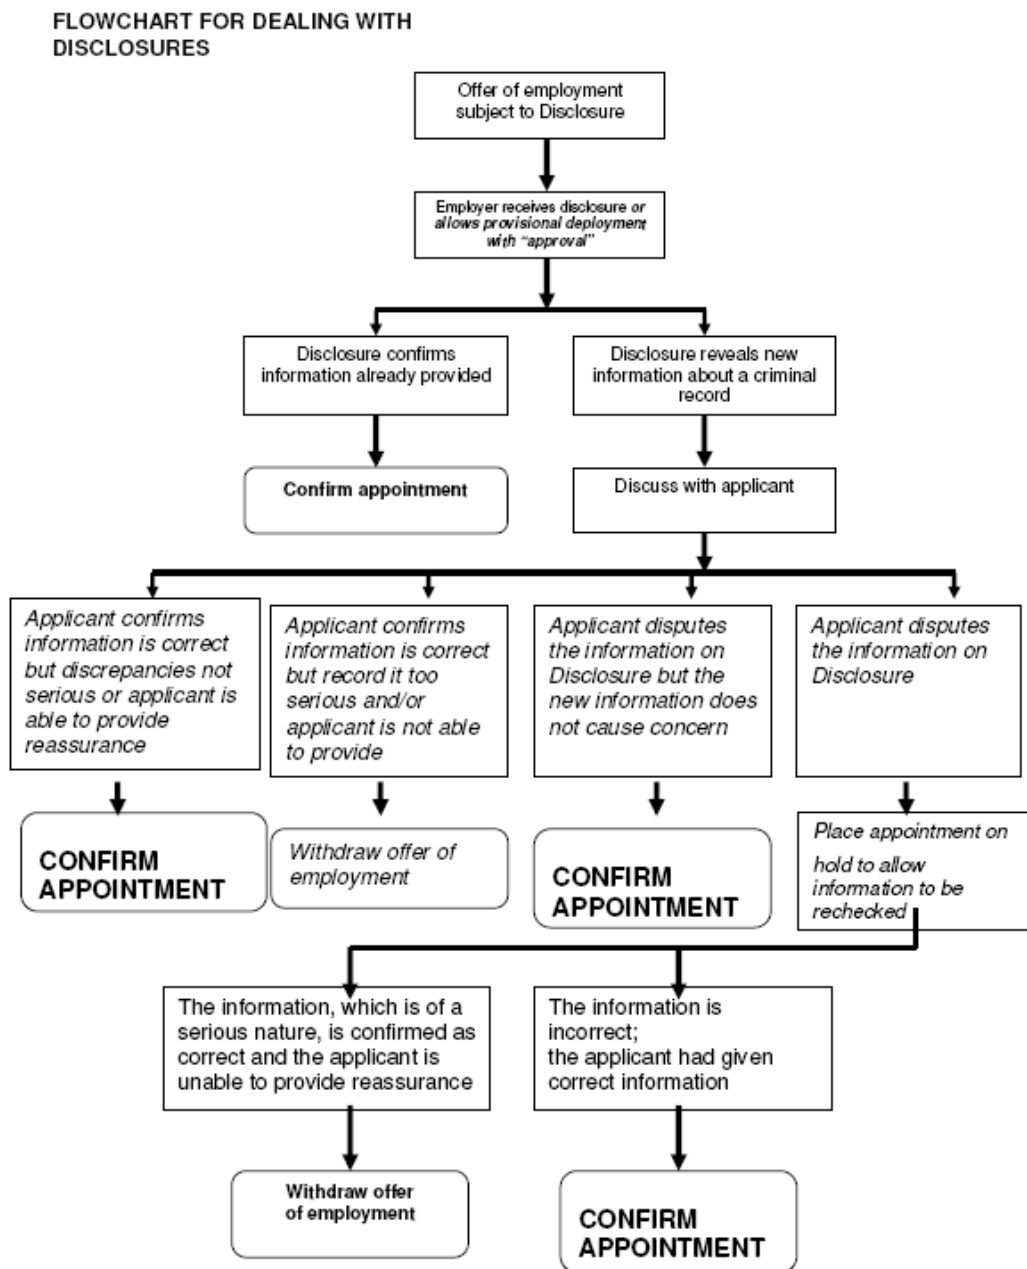 FLOWCHART FOR DEALING WITH
DISCLOSURES
Offer of employment
subject to Disclosure
Employer receives disclosure or
allows provisional deployment
with “approval”
Disclosure confirms
information already provided
Disclosure reveals new
information about a criminal
record
Confirm appointment
Discuss with applicant
Applicant confirms
information is correct
but discrepancies not
serious or applicant is
able to provide
reassurance
Applicant confirms
information is correct
but record it too
serious and/or
applicant is not able
to provide
Applicant disputes
the information on
Disclosure but the
new information does
not cause concern
Applicant disputes
the information on
Disclosure
CONFIRM
APPOINTMENT
Withdraw offer of
employment
CONFIRM
APPOINTMENT
Place appointment on
hold to allow
information to be
rechecked
The information, which is of a
serious nature, is confirmed as
correct and the applicant is
unable to provide reassurance
The information is
incorrect;
the applicant had given
correct information
Withdraw offer
of employment
CONFIRM
APPOINTMENT